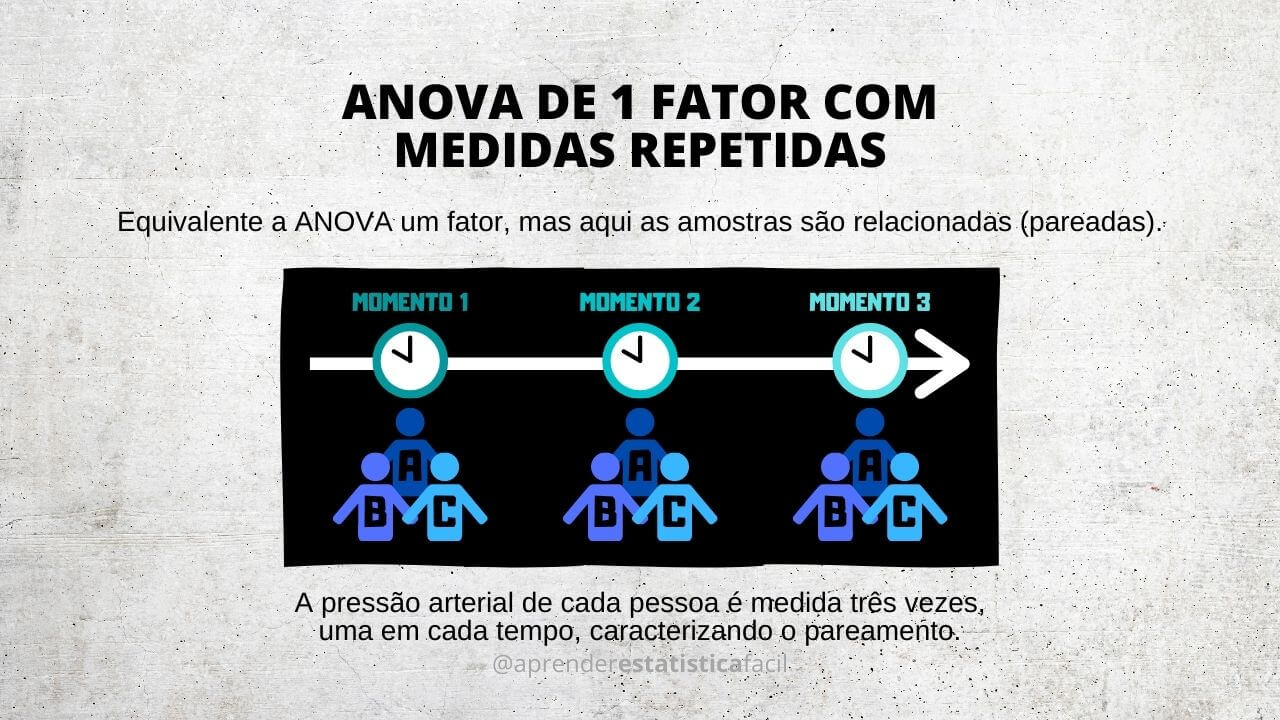 ANOVA DE 1 FATOR COM
MEDIDAS REPETIDAS
Equivalente a ANOVA um fator, mas aqui as amostras são relacionadas (pareadas).
MOMENTO 1 MOMENTO 2 MOMENTO 3
A A A
B C B C B C
A pressão arterial de cada pessoa é medida três vezes,
uma em cada tempo, caracterizando o pareamento.
@aprenderestatisticafacil